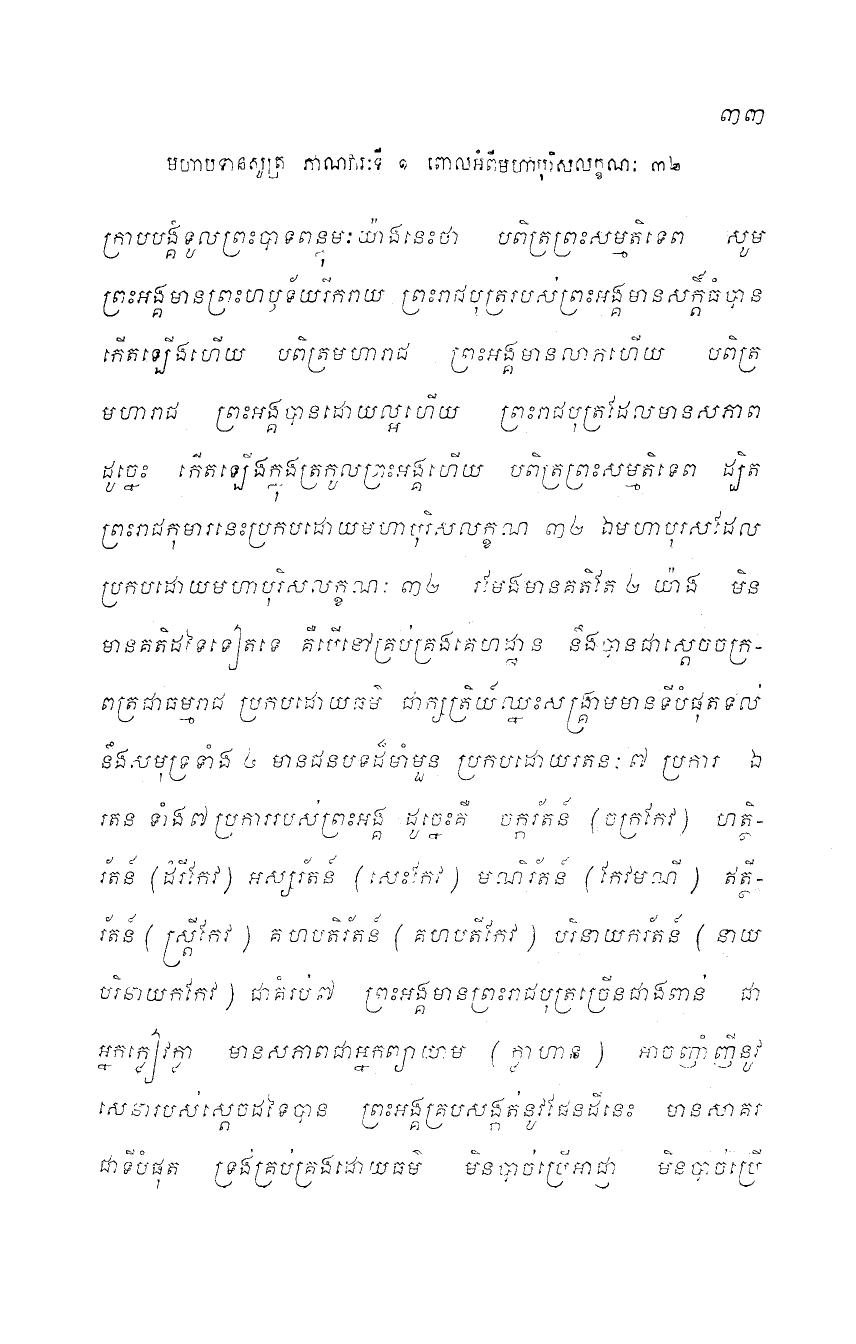 ៣៣
មហាបទានសូត្រ ភាណវារៈទី ១ ពោលអំពីមហាបុរិសលក្ខណៈ ៣២
ក្រាបបង្គំទូលព្រះបាទពន្ធុមៈយ៉ាងនេះថា បពិត្រព្រះសម្មតិទេព សូម
ព្រះអង្គមានព្រះហឫទ័យរីករាយ ព្រះរាជបុត្ររបស់ព្រះអង្គមានសក្តិធំបាន
កើតឡើងហើយ បពិត្រមហារាជ ព្រះអង្គមានលាភហើយ បពិត្រ
មហារាជ ព្រះអង្គបានដោយល្អហើយ ព្រះរាជបុត្រដែលមានសភាព
ដូច្នេះ កើតឡើងក្នុងត្រកូលព្រះអង្គហើយ បពិត្រព្រះសម្មតិទេព ដ្បិត
ព្រះរាជកុមារនេះប្រកបដោយមហាបុរិសលក្ខណ ៣២ ឯមហាបុរសដែល
ប្រកបដោយមហាបុរិសលក្ខណៈ ៣២ រមែងមានគតិតែ ២ យ៉ាង មិន
មានគតិដទៃទៀតទេ គឺបើនៅគ្រប់គ្រងគេហដ្ឋាន នឹងបានជាស្តេចចក្រ-
ពត្រជាធម្មរាជ ប្រកបដោយធម៌ ជាក្សត្រិយ៍ឈ្នះសង្គ្រាមមានទីបំផុតទល់
នឹងសមុទ្រទាំង ៤ មានជនបទដ៏មាំមួន ប្រកបដោយរតនៈ ៧ ប្រការ ឯ
រតន ទាំង៧ប្រការរបស់ព្រះអង្គ ដូច្នេះគឺ ចក្ករ័តន៍ (ចក្រកែវ) ហត្ថិ-
រ័តន៍ (ដំរីកែវ) អស្សរ័តន៍ (សេះកែវ) មណិរ័តន៍ (កែវមណី) ឥត្ថី-
រ័តន៍ (ស្ត្រីកែវ) គហបតិរ័តន៍ (គហបតីកែវ) បរិនាយករ័តន៍ (នាយ
បរិនាយកកែវ) ជាគំរប់៧ ព្រះអង្គមានព្រះរាជបុត្រច្រើនជាងពាន់ ជា
អ្នកក្លៀវក្លា មានសភាពជាអ្នកព្យាយាម (ក្លាហាន) អាចញាំញីនូវ
សេនារបស់ស្តេចដទៃបាន ព្រះអង្គគ្របសង្កត់នូវផែនដីនេះ មានសាគរ
ជាទីបំផុត ទ្រង់គ្រប់គ្រងដោយធម៌ មិនបាច់ប្រើអាជ្ញា មិនបាច់ប្រើ